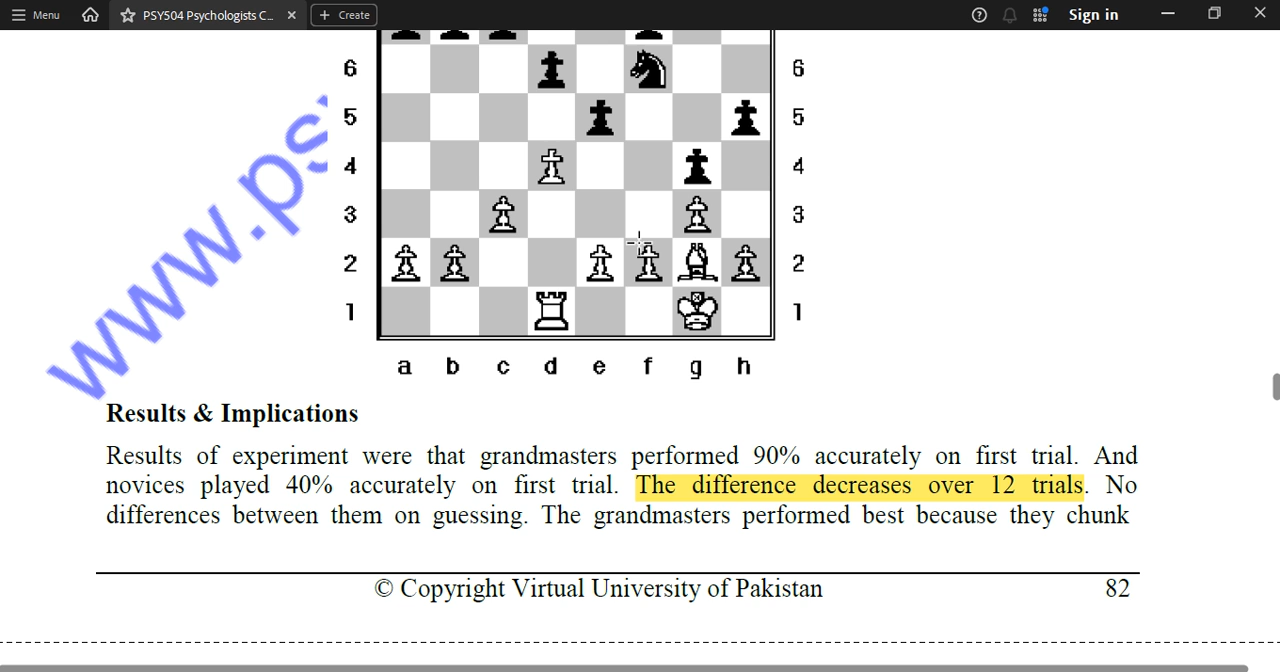 Menu
PSY504 Psychologists C...
Create
Sign in
6 6
5 5
4 4
3 3
2 2
1 1
a b c d e f g h
www.ps
Results & Implications
Results of experiment were that grandmasters performed 90% accurately on first trial. And
novices played 40% accurately on first trial. The difference decreases over 12 trials. No
differences between them on guessing. The grandmasters performed best because they chunk
© Copyright Virtual University of Pakistan 82